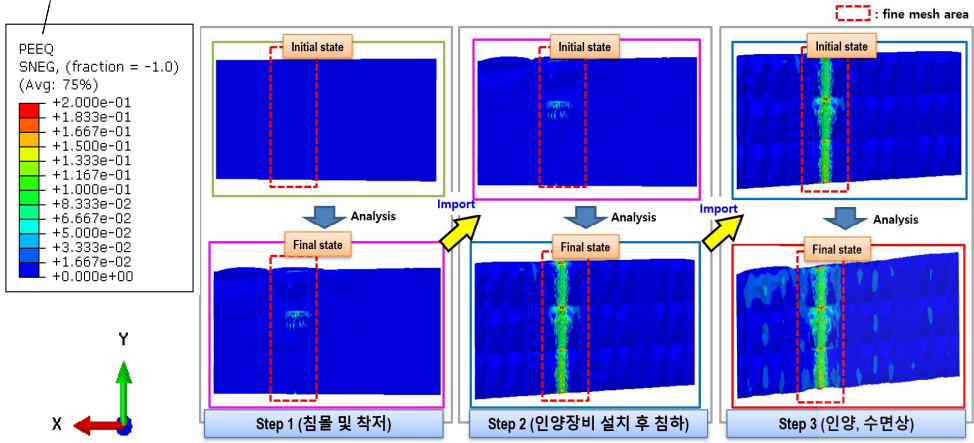 : fine mesh area
PEEQ
SNEG, (fraction = -1.0)
(Avg: 75%)
+2.000e-01
+1.833e-01
+1.667e-01
+1.500e-01
+1.333e-01
+1.167e-01
+1.000e-01
+8.333e-02
+6.667e-02
+5.000e-02
+3.333e-02
+1.667e-02
+0.000e+00
Y
X
Initial state
Analysis
Final state
Step 1 (침몰 및 착저)
Import
Initial state
Analysis
Final state
Step 2 (인양장비 설치 후 침하)
Import
Initial state
Analysis
Final state
Step 3 (인양, 수면상)